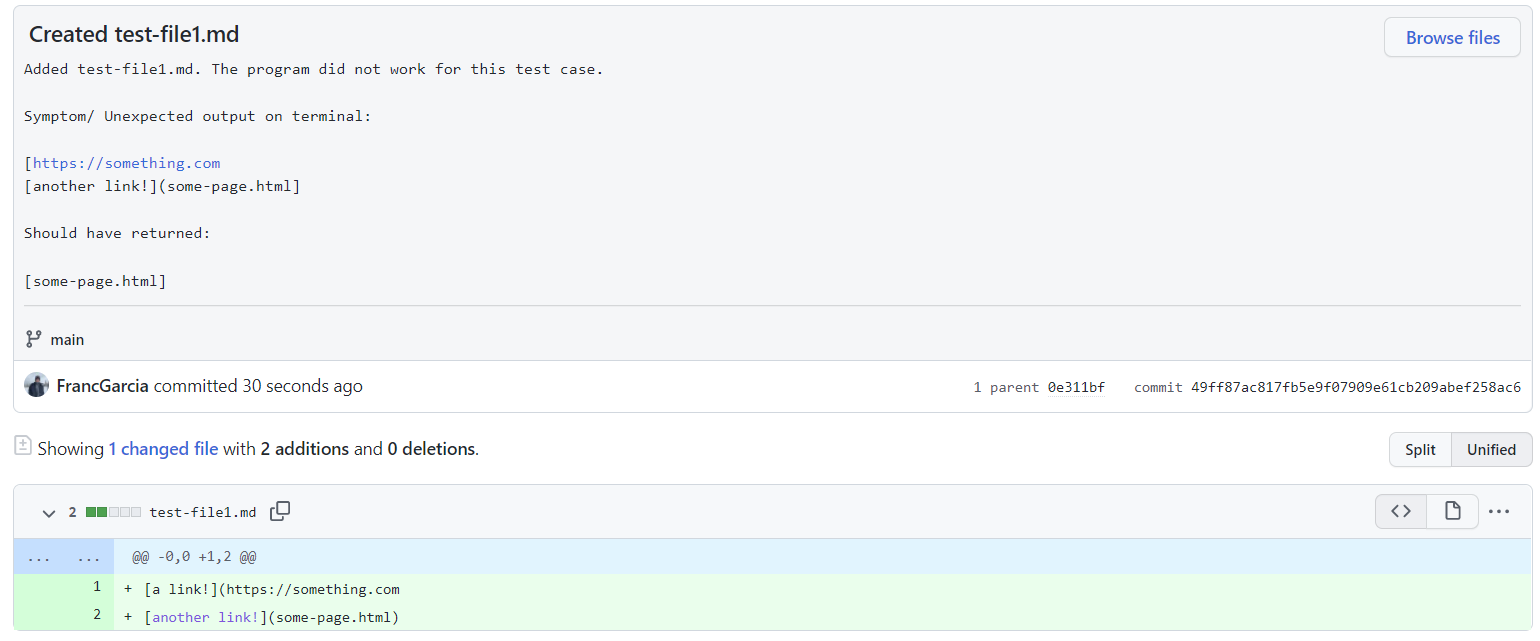 Created test-file1.md
Browse files
Added test-file1.md. The program did not work for this test case.
Symptom/ Unexpected output on terminal:
[https://something.com
[another link!](some-page.html]
Should have returned:
[some-page.html]
main
FrancGarcia committed 30 seconds ago
1 parent 0e311bf commit 49ff87ac817fb5e9f07909e61cb209abef258ac6
Showing 1 changed file with 2 additions and 0 deletions.
Split Unified
2 test-file1.md
... ... @@ -0,0 +1,2 @@
1 + [a link!](https://something.com
2 + [another link!](some-page.html)